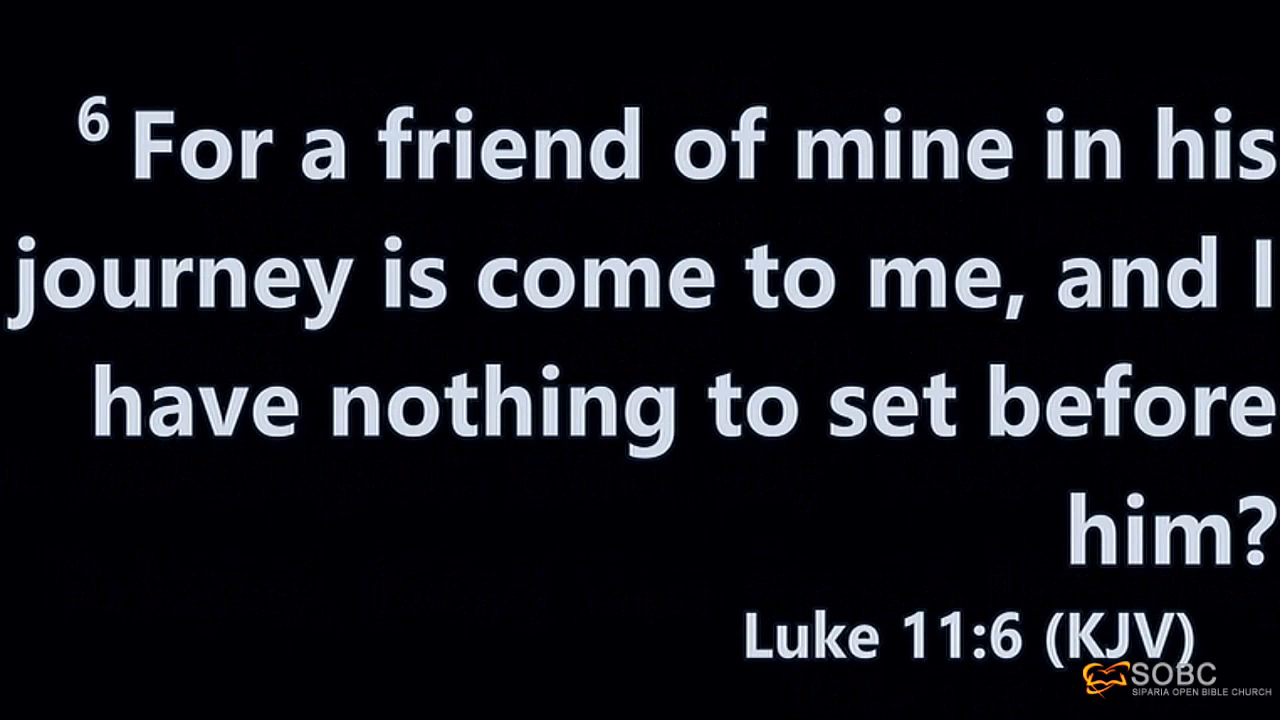 6 For a friend of mine in his
journey is come to me, and I
have nothing to set before
him?
Luke 11:6 (KJV)
SOBC
SIPARIA OPEN BIBLE CHURCH